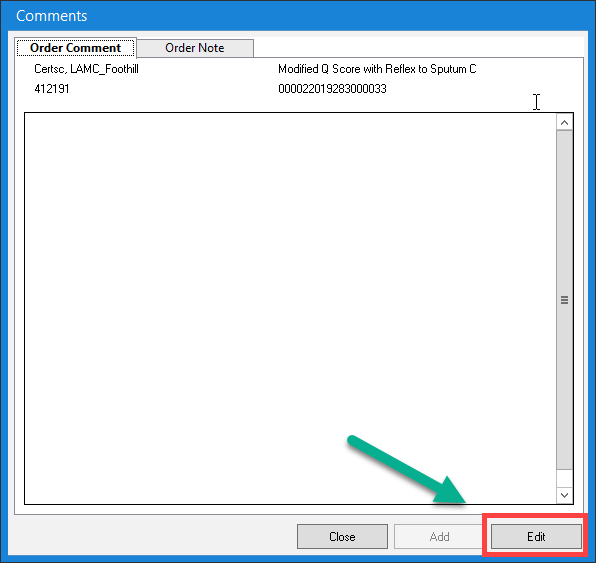 Comments
Order Comment Order Note
Certsc, LAMC_Foothill Modified Q Score with Reflex to Sputum C
412191 000022019283000033
Close Add Edit